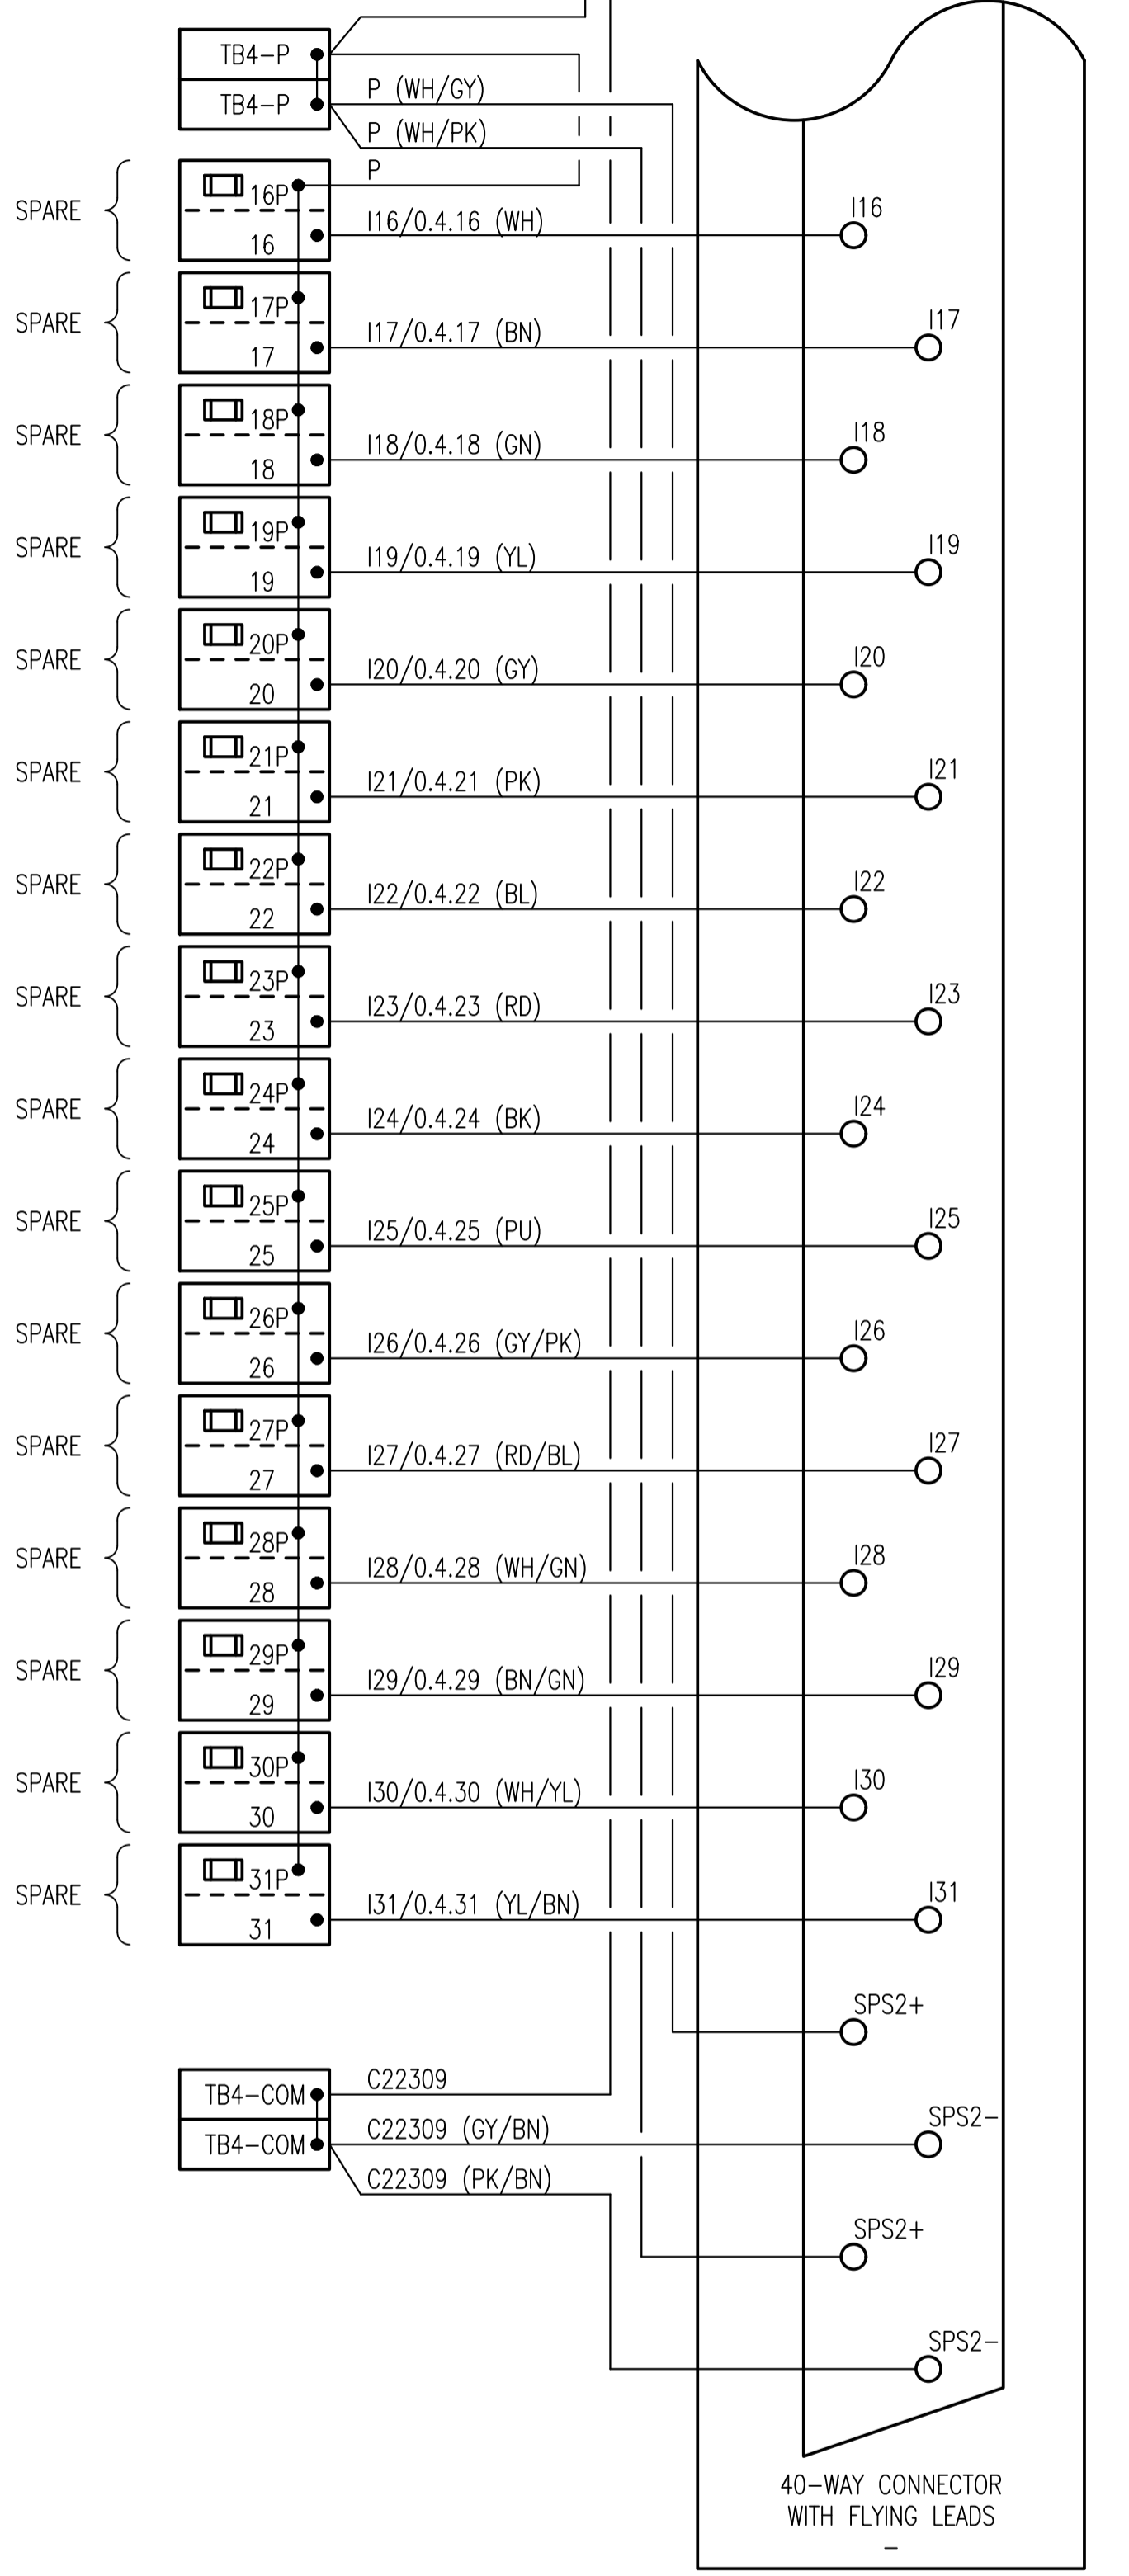 TB4-P
P (WH/GY)
TB4-P
P (WH/PK)
P
SPARE
16P
I16/0.4.16 (WH)
I16
16
SPARE
17P
I17/0.4.17 (BN)
I17
17
SPARE
18P
I18/0.4.18 (GN)
I18
18
SPARE
19P
I19/0.4.19 (YL)
I19
19
SPARE
20P
I20/0.4.20 (GY)
I20
20
SPARE
21P
I21/0.4.21 (PK)
I21
21
SPARE
22P
I22/0.4.22 (BL)
I22
22
SPARE
23P
I23/0.4.23 (RD)
I23
23
SPARE
24P
I24/0.4.24 (BK)
I24
24
SPARE
25P
I25/0.4.25 (PU)
I25
25
SPARE
26P
I26/0.4.26 (GY/PK)
I26
26
SPARE
27P
I27/0.4.27 (RD/BL)
I27
27
SPARE
28P
I28/0.4.28 (WH/GN)
I28
28
SPARE
29P
I29/0.4.29 (BN/GN)
I29
29
SPARE
30P
I30/0.4.30 (WH/YL)
I30
30
SPARE
31P
I31/0.4.31 (YL/BN)
I31
31
SPS2+
TB4-COM
C22309
TB4-COM
C22309 (GY/BN)
SPS2-
C22309 (PK/BN)
SPS2+
SPS2-
40-WAY CONNECTOR
WITH FLYING LEADS
-